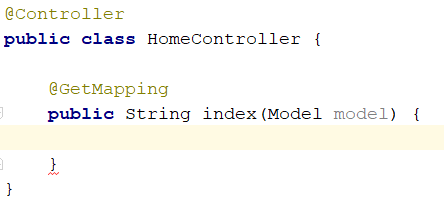 @Controller
public class HomeController {
@GetMapping
public String index(Model model) {
}
}